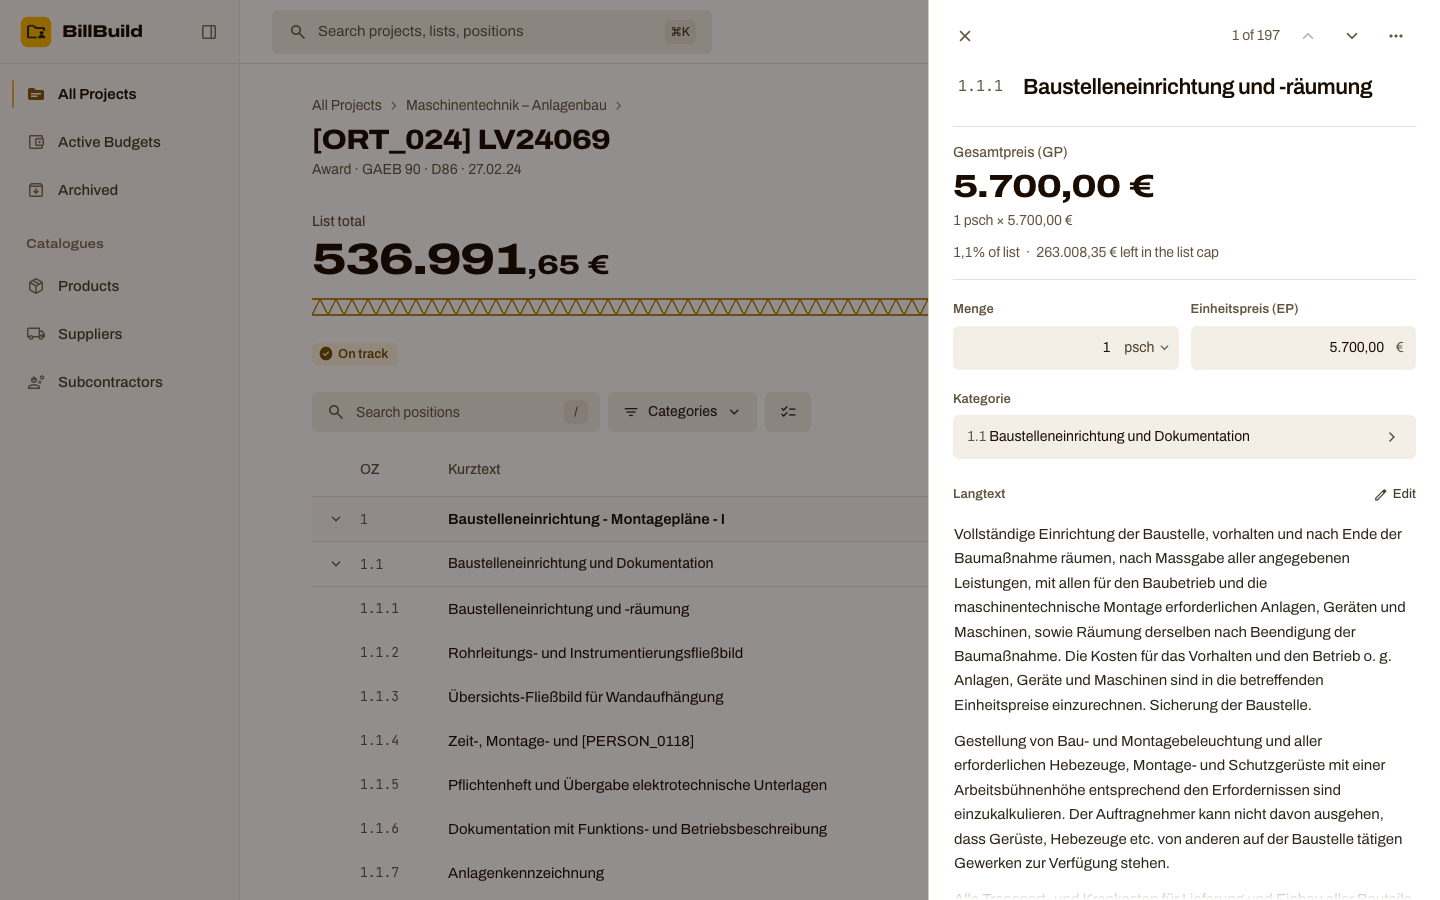 BillBuild
Search projects, lists, positions
⌘K
All Projects
Active Budgets
Archived
Catalogues
Products
Suppliers
Subcontractors
All Projects
Maschinentechnik – Anlagenbau
[ORT_024] LV24069
Award · GAEB 90 · D86 · 27.02.24
List total
536.991,65 €
On track
Search positions
/
Categories
OZ Kurztext
1 Baustelleneinrichtung - Montagepläne - I
1.1 Baustelleneinrichtung und Dokumentation
1.1.1 Baustelleneinrichtung und -räumung
1.1.2 Rohrleitungs- und Instrumentierungsfließbild
1.1.3 Übersichts-Fließbild für Wandaufhängung
1.1.4 Zeit-, Montage- und [PERSON_0118]
1.1.5 Pflichtenheft und Übergabe elektrotechnische Unterlagen
1.1.6 Dokumentation mit Funktions- und Betriebsbeschreibung
1.1.7 Anlagenkennzeichnung
1 of 197
1.1.1 Baustelleneinrichtung und -räumung
Gesamtpreis (GP)
5.700,00 €
1 psch × 5.700,00 €
1,1% of list · 263.008,35 € left in the list cap
Menge
Einheitspreis (EP)
1 psch
5.700,00 €
Kategorie
1.1 Baustelleneinrichtung und Dokumentation
Langtext
Edit
Vollständige Einrichtung der Baustelle, vorhalten und nach Ende der
Baumaßnahme räumen, nach Massgabe aller angegebenen
Leistungen, mit allen für den Baubetrieb und die
maschinentechnische Montage erforderlichen Anlagen, Geräten und
Maschinen, sowie Räumung derselben nach Beendigung der
Baumaßnahme. Die Kosten für das Vorhalten und den Betrieb o. g.
Anlagen, Geräte und Maschinen sind in die betreffenden
Einheitspreise einzurechnen. Sicherung der Baustelle.
Gestellung von Bau- und Montagebeleuchtung und aller
erforderlichen Hebezeuge, Montage- und Schutzgerüste mit einer
Arbeitsbühnenhöhe entsprechend den Erfordernissen sind
einzukalkulieren. Der Auftragnehmer kann nicht davon ausgehen,
dass Gerüste, Hebezeuge etc. von anderen auf der Baustelle tätigen
Gewerken zur Verfügung stehen.
Alle Transport- und Krankosten für Lieferung und Einbau aller Bauteile